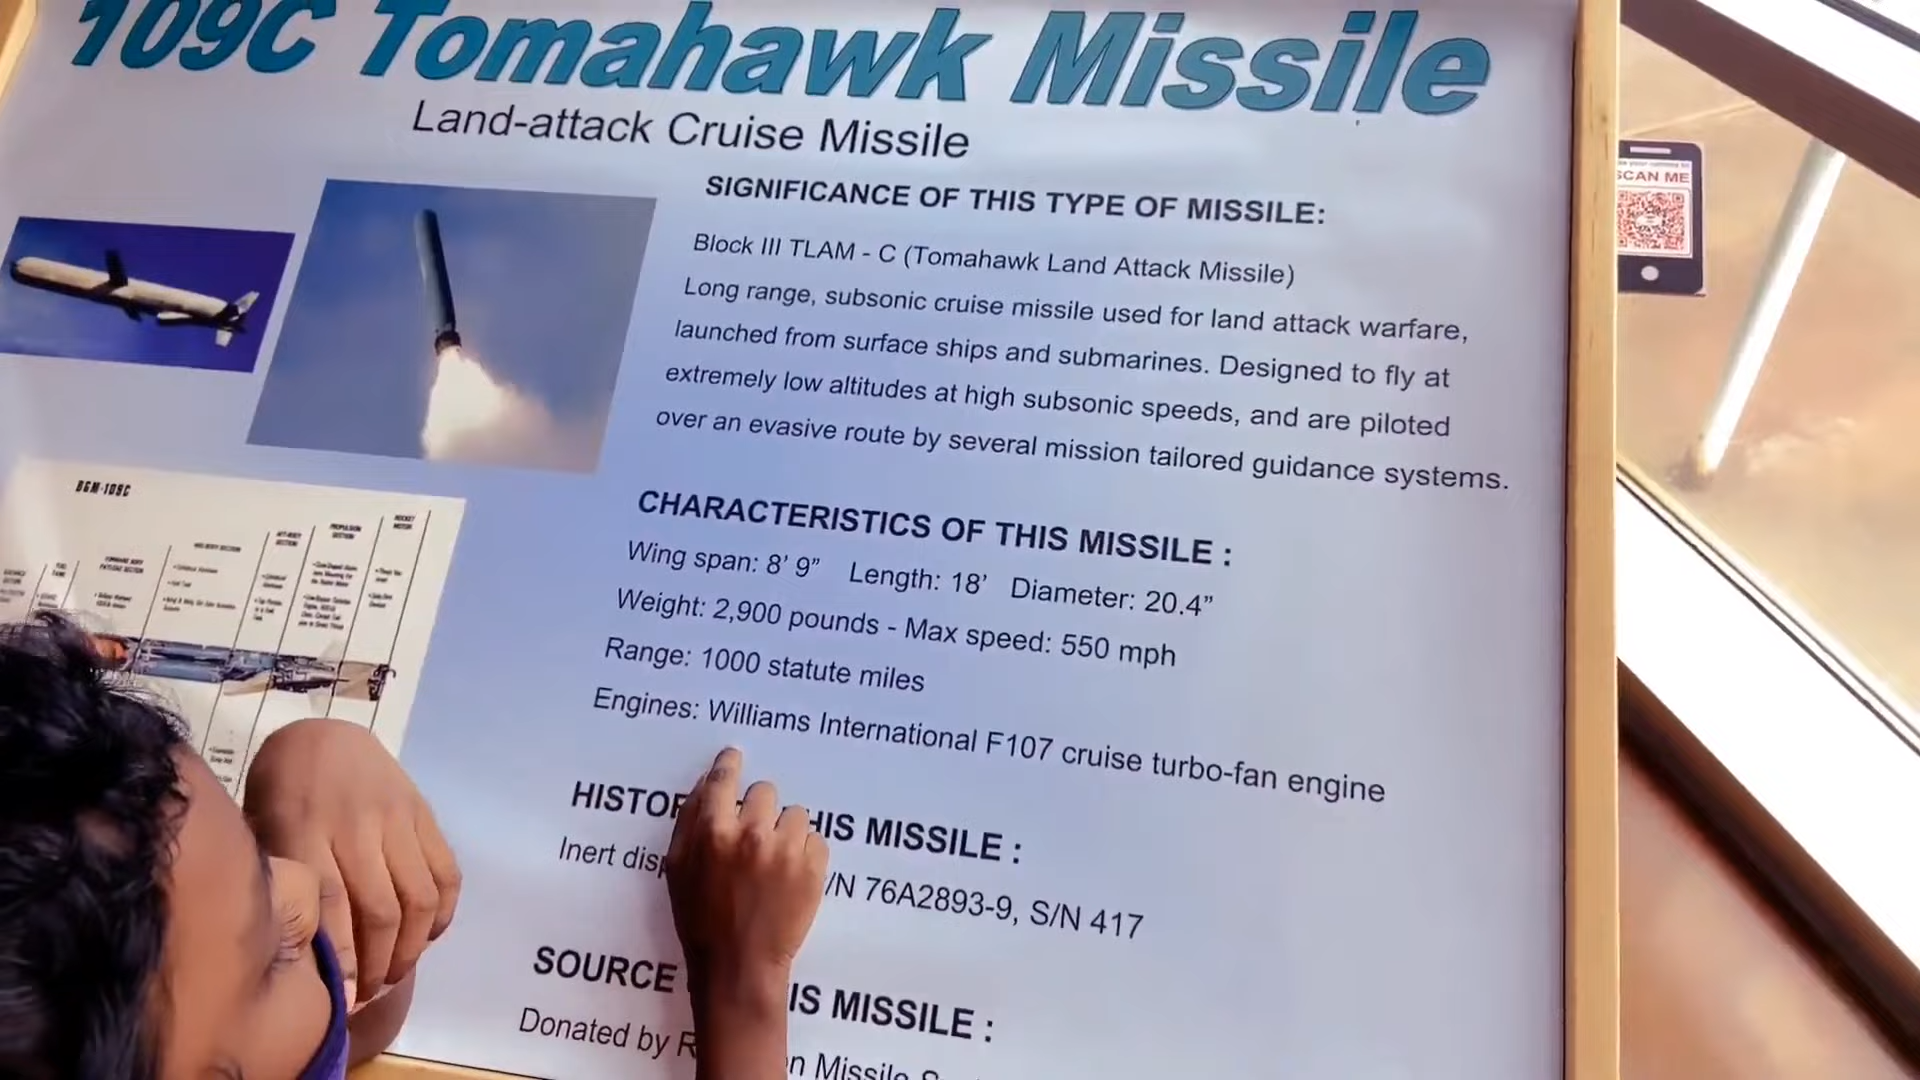 109C Tomahawk Missile
Land-attack Cruise Missile
SIGNIFICANCE OF THIS TYPE OF MISSILE:
Block III TLAM - C (Tomahawk Land Attack Missile)
Long range, subsonic cruise missile used for land attack warfare,
launched from surface ships and submarines. Designed to fly at
extremely low altitudes at high subsonic speeds, and are piloted
over an evasive route by several mission tailored guidance systems.
CHARACTERISTICS OF THIS MISSILE :
Wing span: 8' 9" Length: 18' Diameter: 20.4"
Weight: 2,900 pounds - Max speed: 550 mph
Range: 1000 statute miles
Engines: Williams International F107 cruise turbo-fan engine
MISSILE :
Inert
76A2893-9, S/N 417
SOURCE
MISSILE :
Donated by
Missile
BGM-109C
PROPULSION
SECTION
ROCKET
MOTOR
SCAN ME